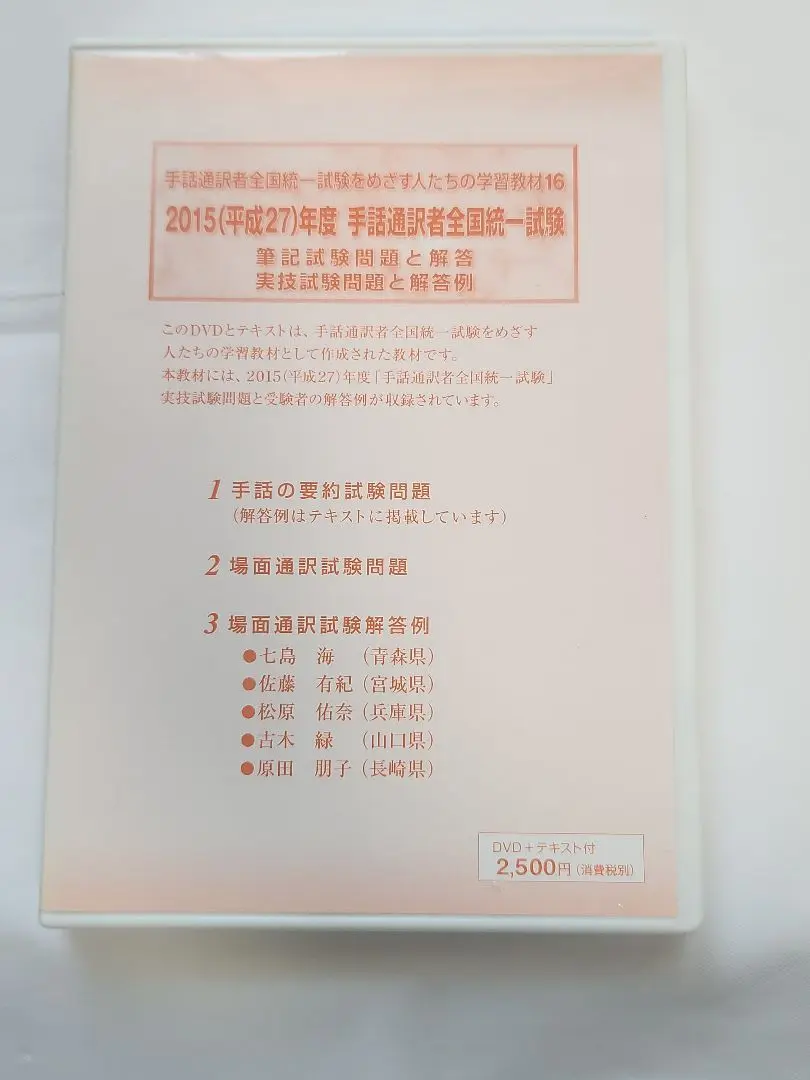 手話通訳者全国統一試験をめざす人たちの学習教材16
2015(平成27)年度 手話通訳者全国統一試験
筆記試験問題と解答
実技試験問題と解答例
このDVDとテキストは、手話通訳者全国統一試験をめざす
人たちの学習教材として作成された教材です。
本教材には、2015(平成27)年度「手話通訳者全国統一試験」
実技試験問題と受験者の解答例が収録されています。
1 手話の要約試験問題
(解答例はテキストに掲載しています)
2 場面通訳試験問題
3 場面通訳試験解答例
●七島 海 (青森県)
●佐藤 有紀 (宮城県)
●松原 佑奈 (兵庫県)
●古木 緑 (山口県)
●原田 朋子 (長崎県)
DVD+テキスト付
2,500円(消費税別)